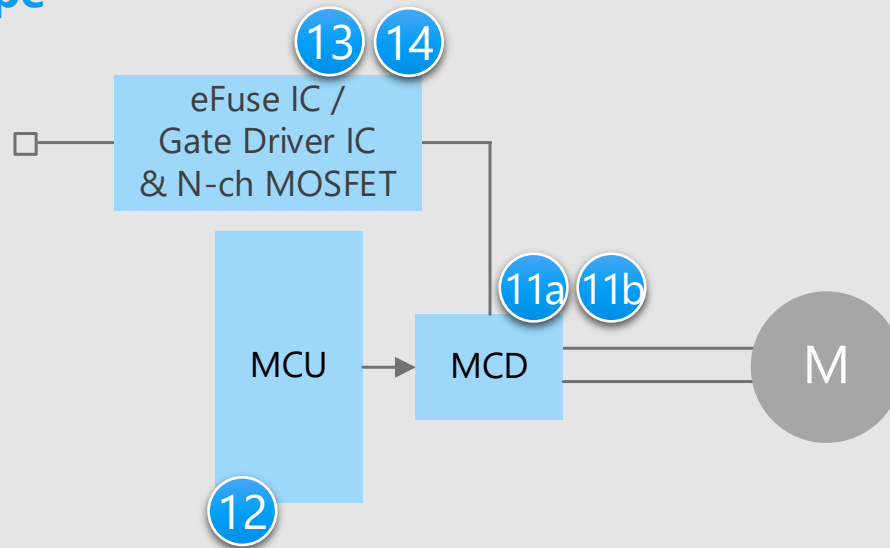 13 14
eFuse IC /
Gate Driver IC
& N-ch MOSFET
11a 11b
MCU
MCD
M
12